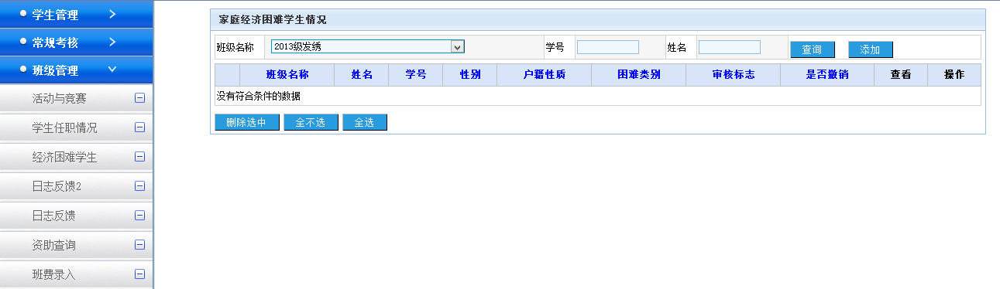 学生管理
常规考核
班级管理
活动与竞赛
学生任职情况
经济困难学生
日志反馈2
日志反馈
资助查询
班费录入
家庭经济困难学生情况
班级名称 2013级发绣 学号 姓名 查询 添加
班级名称 姓名 学号 性别 户籍性质 困难类别 审核标志 是否撤销 查看 操作
没有符合条件的数据
删除选中 全不选 全选